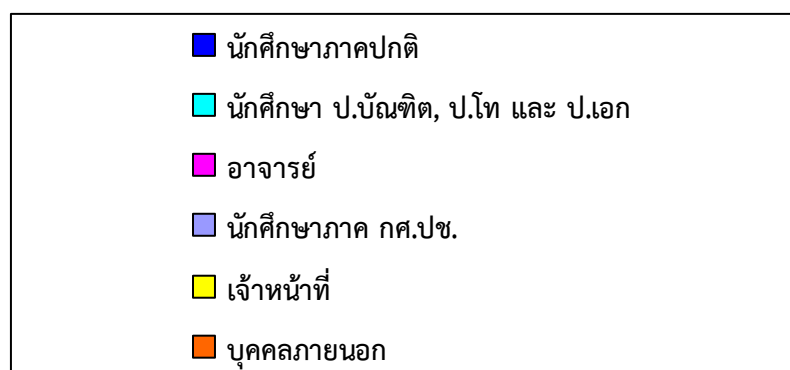 นักศึกษาภาคปกติ
นักศึกษา ป.บัณฑิต, ป.โท และ ป.เอก
อาจารย์
นักศึกษาภาค กศ.ปช.
เจ้าหน้าที่
บุคคลภายนอก